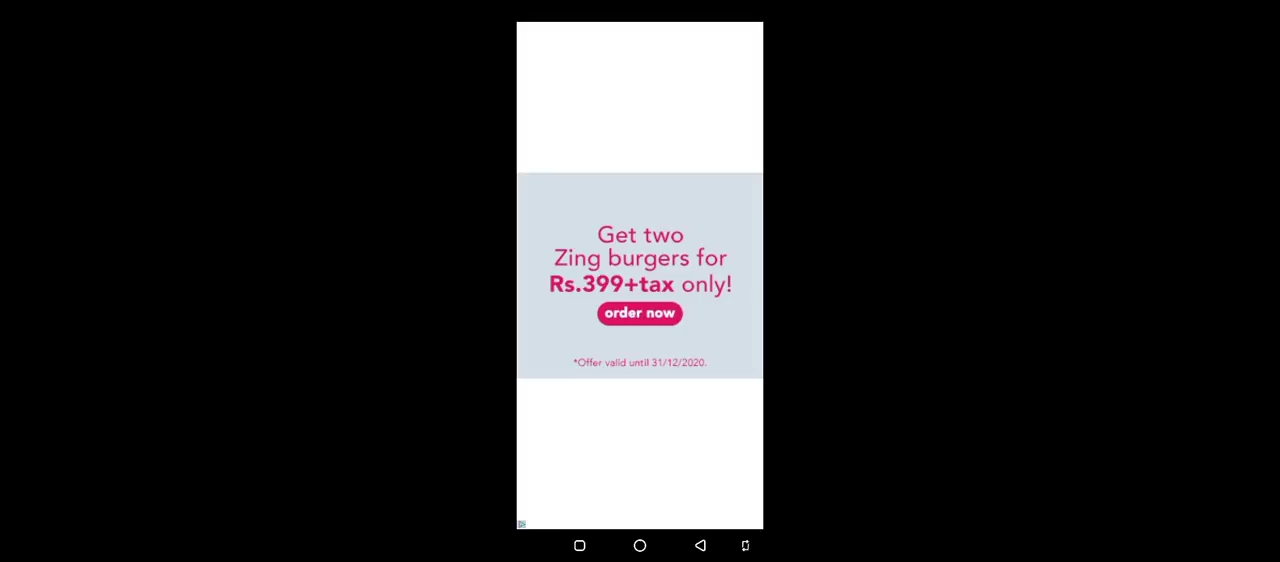 Get two
Zing burgers for
Rs.399+tax only!
order now
*Offer valid until 31/12/2020.